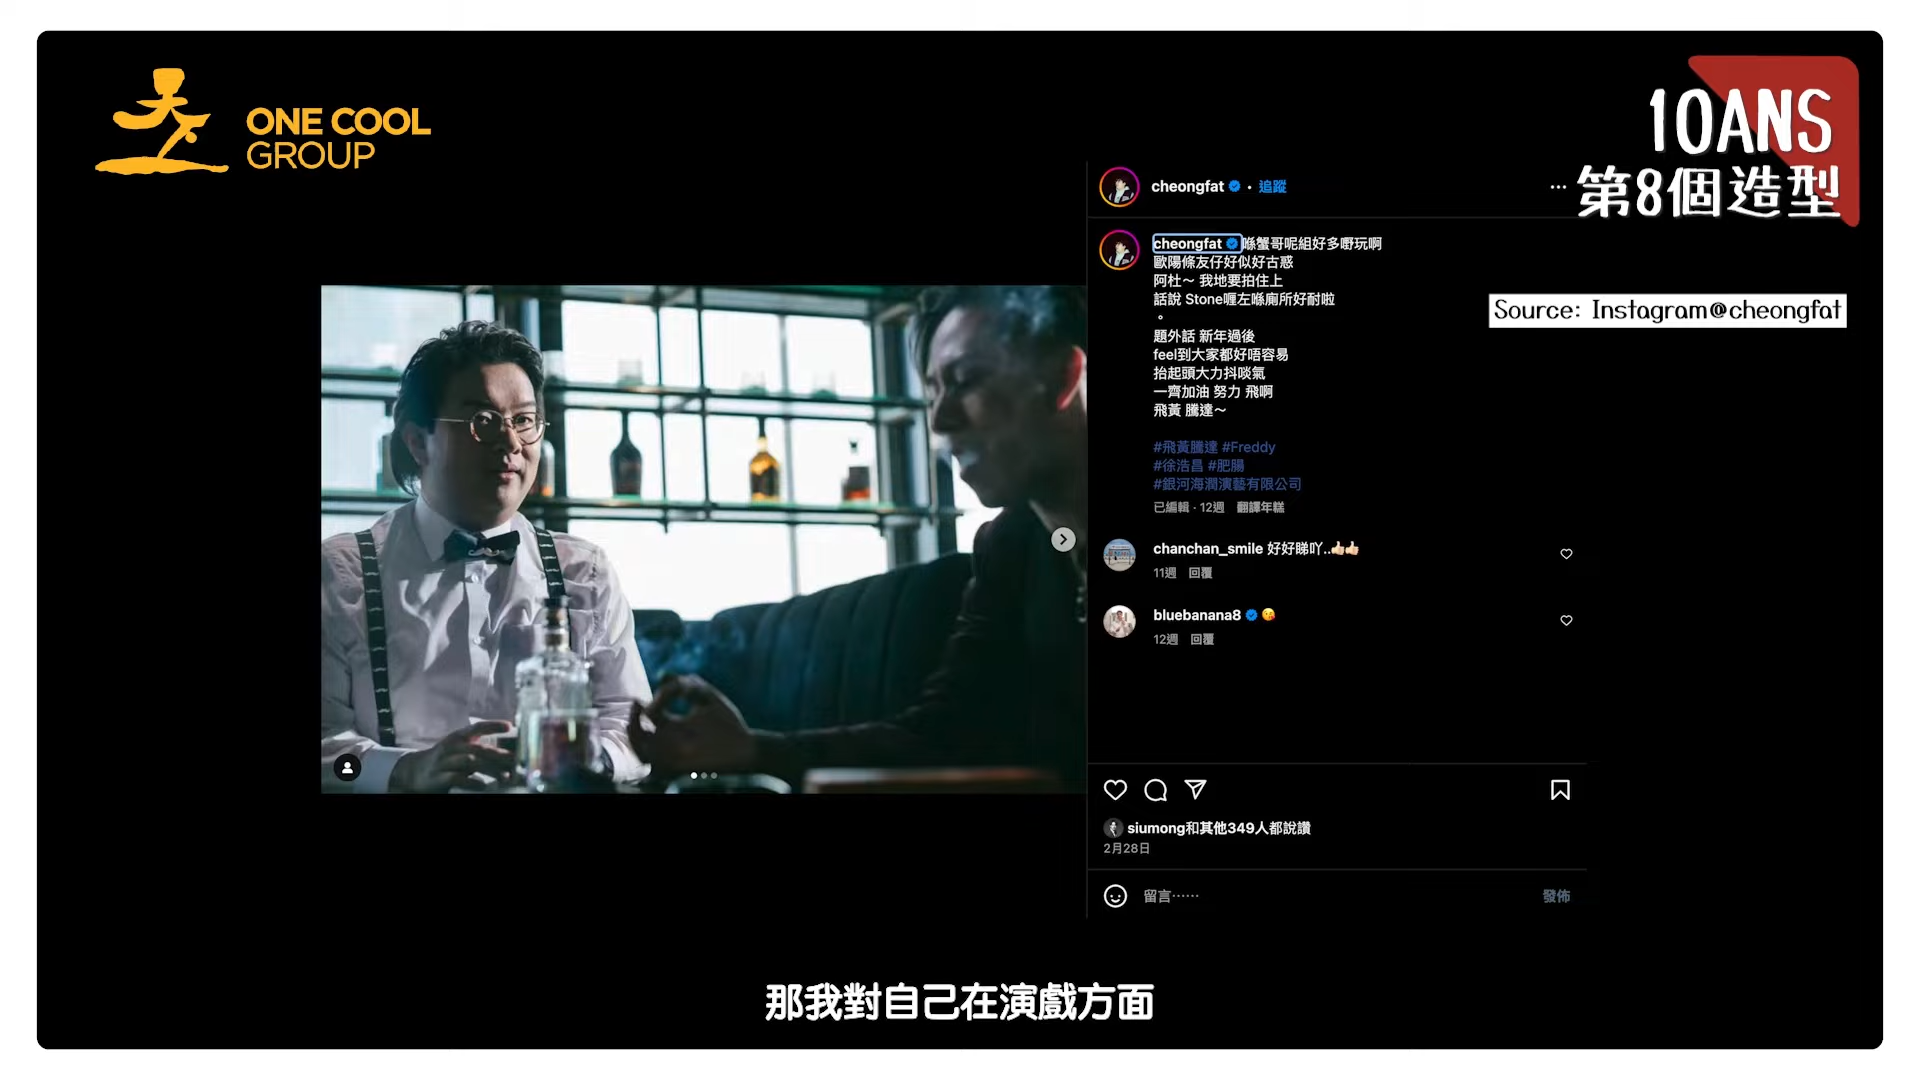 ONE COOL
GROUP
10ANS
第8個造型
cheongfat • 追蹤
cheongfat 喺蟹哥呢組好多嘢玩啊
歐陽條友仔好似好古惑
阿杜～ 我地要拍住上
話說 Stone喱左喺廁所好耐啦
。
題外話 新年過後
feel到大家都好唔容易
抬起頭大力抖啖氣
一齊加油 努力 飛啊
飛黃 騰達～
#飛黃騰達 #Freddy
#徐浩昌 #肥腸
#銀河海潤演藝有限公司
已編輯 · 12週 翻譯年糕
Source: Instagram@cheongfat
chanchan_smile 好好睇吖..👍🏻👍🏻
11週 回覆
bluebanana8 😘
12週 回覆
siumong和其他349人都說讚
2月28日
留言⋯⋯ 發佈
那我對自己在演戲方面